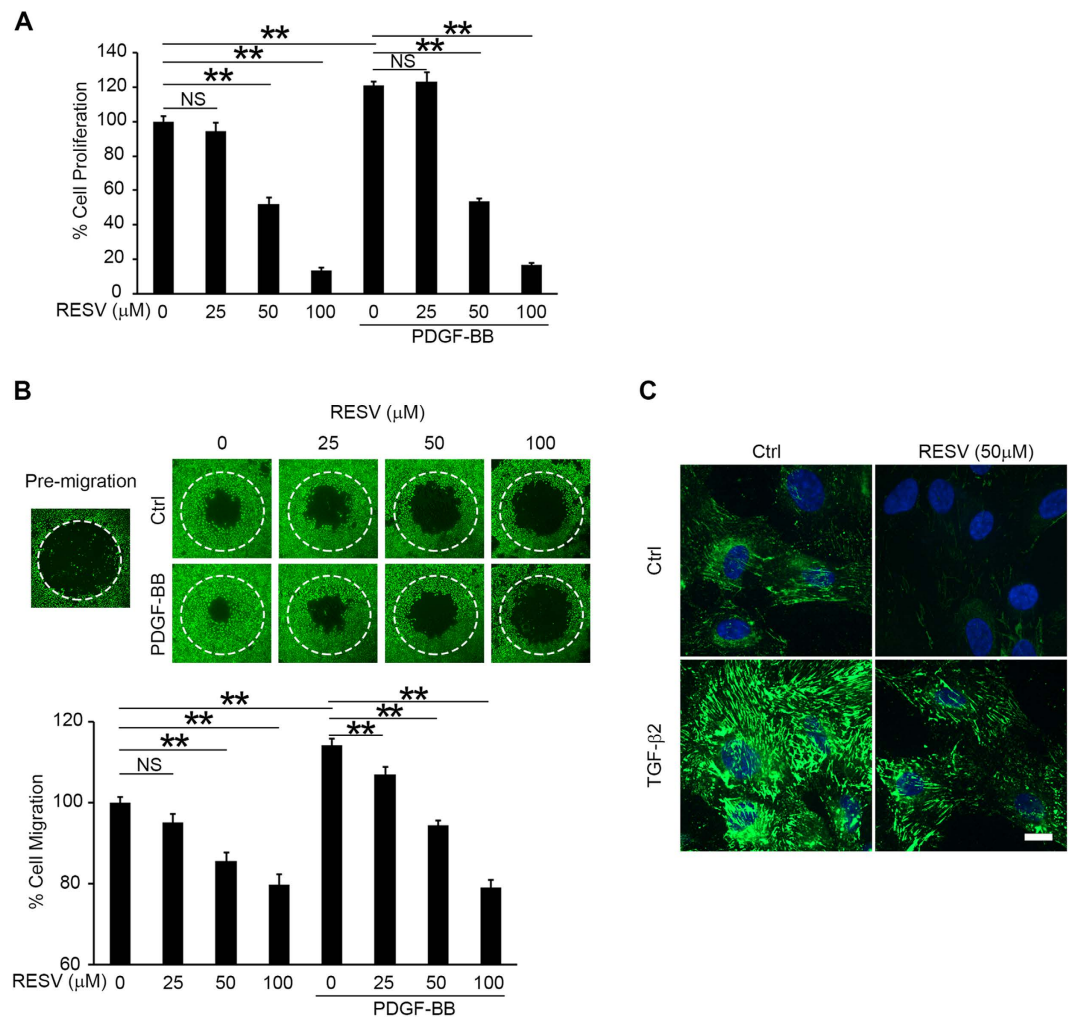 A
**
**
**
**
**
**
NS
NS
140
120
100
80
60
40
20
0
% Cell Proliferation
RESV (μM) 0 25 50 100 0 25 50 100
PDGF-BB
B
RESV (μM)
0 25 50 100
Pre-migration
Ctrl
PDGF-BB
**
**
**
**
**
**
NS
120
100
80
60
% Cell Migration
RESV (μM) 0 25 50 100 0 25 50 100
PDGF-BB
C
Ctrl RESV (50μM)
Ctrl
TGF-β2